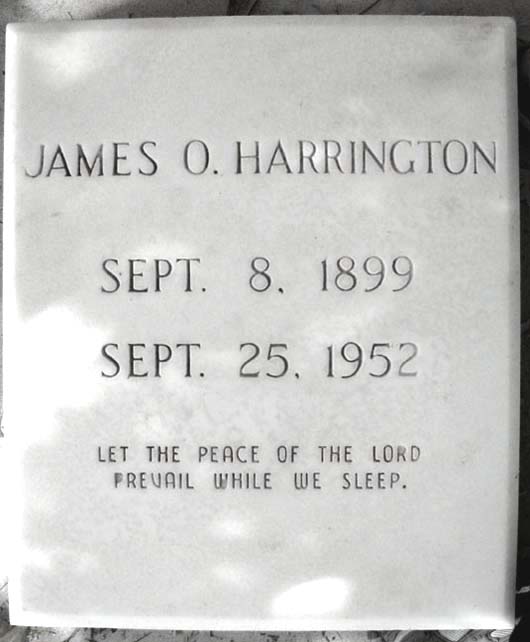 JAMES O. HARRINGTON
SEPT. 8. 1899
SEPT. 25. 1952
LET THE PEACE OF THE LORD
PREVAIL WHILE WE SLEEP.